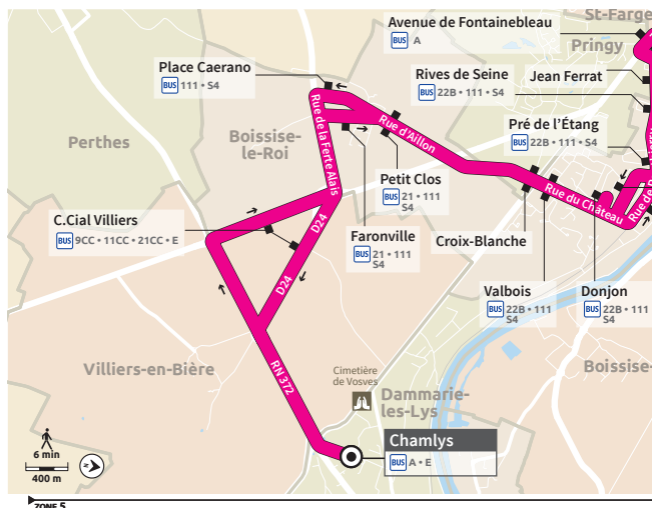 Avenue de Fontainebleau
BUS A
St-Farge
Pringy
Place Caerano
BUS 111 • S4
Rives de Seine
BUS 22B • 111 • S4
Jean Ferrat
Pré de l'Étang
BUS 22B • 111 • S4
Perthes
Boissise-
le-Roi
Rue de la Ferte Alais
Rue d'Aillon
Petit Clos
BUS 21 • 111
S4
Rue du Château
Rue de
C.Cial Villiers
BUS 9CC • 11CC • 21CC • E
D24
D24
Faronville
BUS 21 • 111
S4
Croix-Blanche
Valbois
BUS 22B • 111
S4
Donjon
BUS 22B • 111
S4
Villiers-en-Bière
RN 372
Cimetière
de Vosves
Boissise-
Dammarie-
les-Lys
Chamlys
BUS A • E
6 min
400 m
Z
ZONE 5